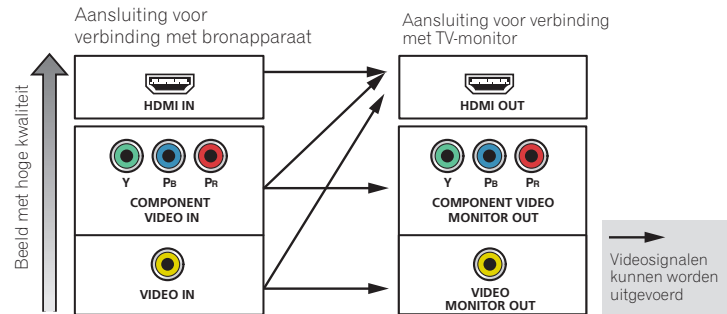 Aansluiting voor
verbinding met bronapparaat
Aansluiting voor verbinding
met TV-monitor
Beeld met hoge kwaliteit
HDMI IN
HDMI OUT
Y PB PR
COMPONENT
VIDEO IN
Y PB PR
COMPONENT VIDEO
MONITOR OUT
VIDEO IN
VIDEO
MONITOR OUT
Videosignalen
kunnen worden
uitgevoerd